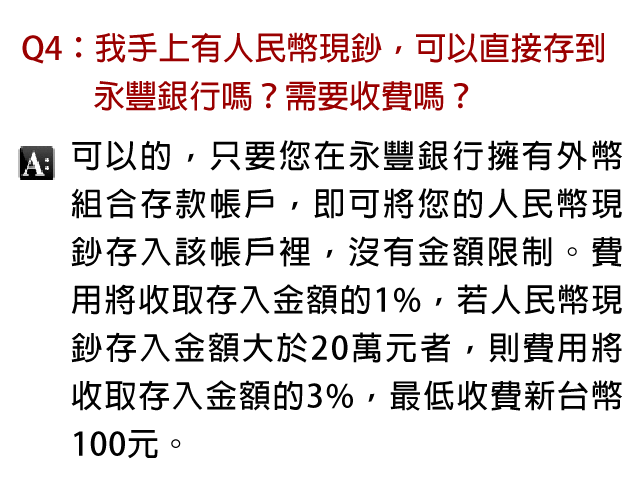 Q4：我手上有人民幣現鈔，可以直接存到
永豐銀行嗎？需要收費嗎？
A: 可以的，只要您在永豐銀行擁有外幣
組合存款帳戶，即可將您的人民幣現
鈔存入該帳戶裡，沒有金額限制。費
用將收取存入金額的1%，若人民幣現
鈔存入金額大於20萬元者，則費用將
收取存入金額的3%，最低收費新台幣
100元。